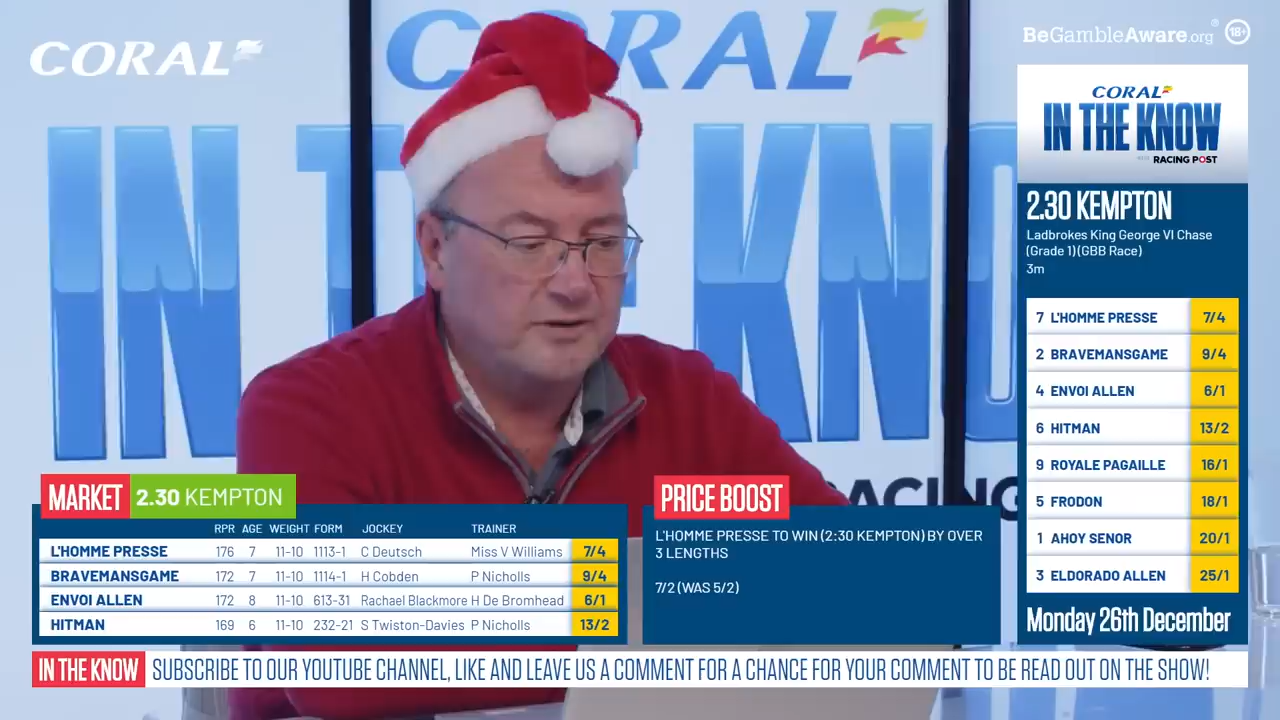 CORAL
CORAL
BeGambleAware.org® 18+
IN THE KNOW
RACING
CORAL
IN THE KNOW
WITH RACING POST
2.30 KEMPTON
Ladbrokes King George VI Chase
(Grade 1) (GBB Race)
3m
7 L'HOMME PRESSE 7/4
2 BRAVEMANSGAME 9/4
4 ENVOI ALLEN 6/1
6 HITMAN 13/2
9 ROYALE PAGAILLE 16/1
5 FRODON 18/1
1 AHOY SENOR 20/1
3 ELDORADO ALLEN 25/1
Monday 26th December
MARKET 2.30 KEMPTON
RPR AGE WEIGHT FORM JOCKEY TRAINER
L'HOMME PRESSE 176 7 11-10 1113-1 C Deutsch Miss V Williams 7/4
BRAVEMANSGAME 172 7 11-10 1114-1 H Cobden P Nicholls 9/4
ENVOI ALLEN 172 8 11-10 613-31 Rachael Blackmore H De Bromhead 6/1
HITMAN 169 6 11-10 232-21 S Twiston-Davies P Nicholls 13/2
PRICE BOOST
L'HOMME PRESSE TO WIN (2:30 KEMPTON) BY OVER
3 LENGTHS
7/2 (WAS 5/2)
IN THE KNOW SUBSCRIBE TO OUR YOUTUBE CHANNEL, LIKE AND LEAVE US A COMMENT FOR A CHANCE FOR YOUR COMMENT TO BE READ OUT ON THE SHOW!